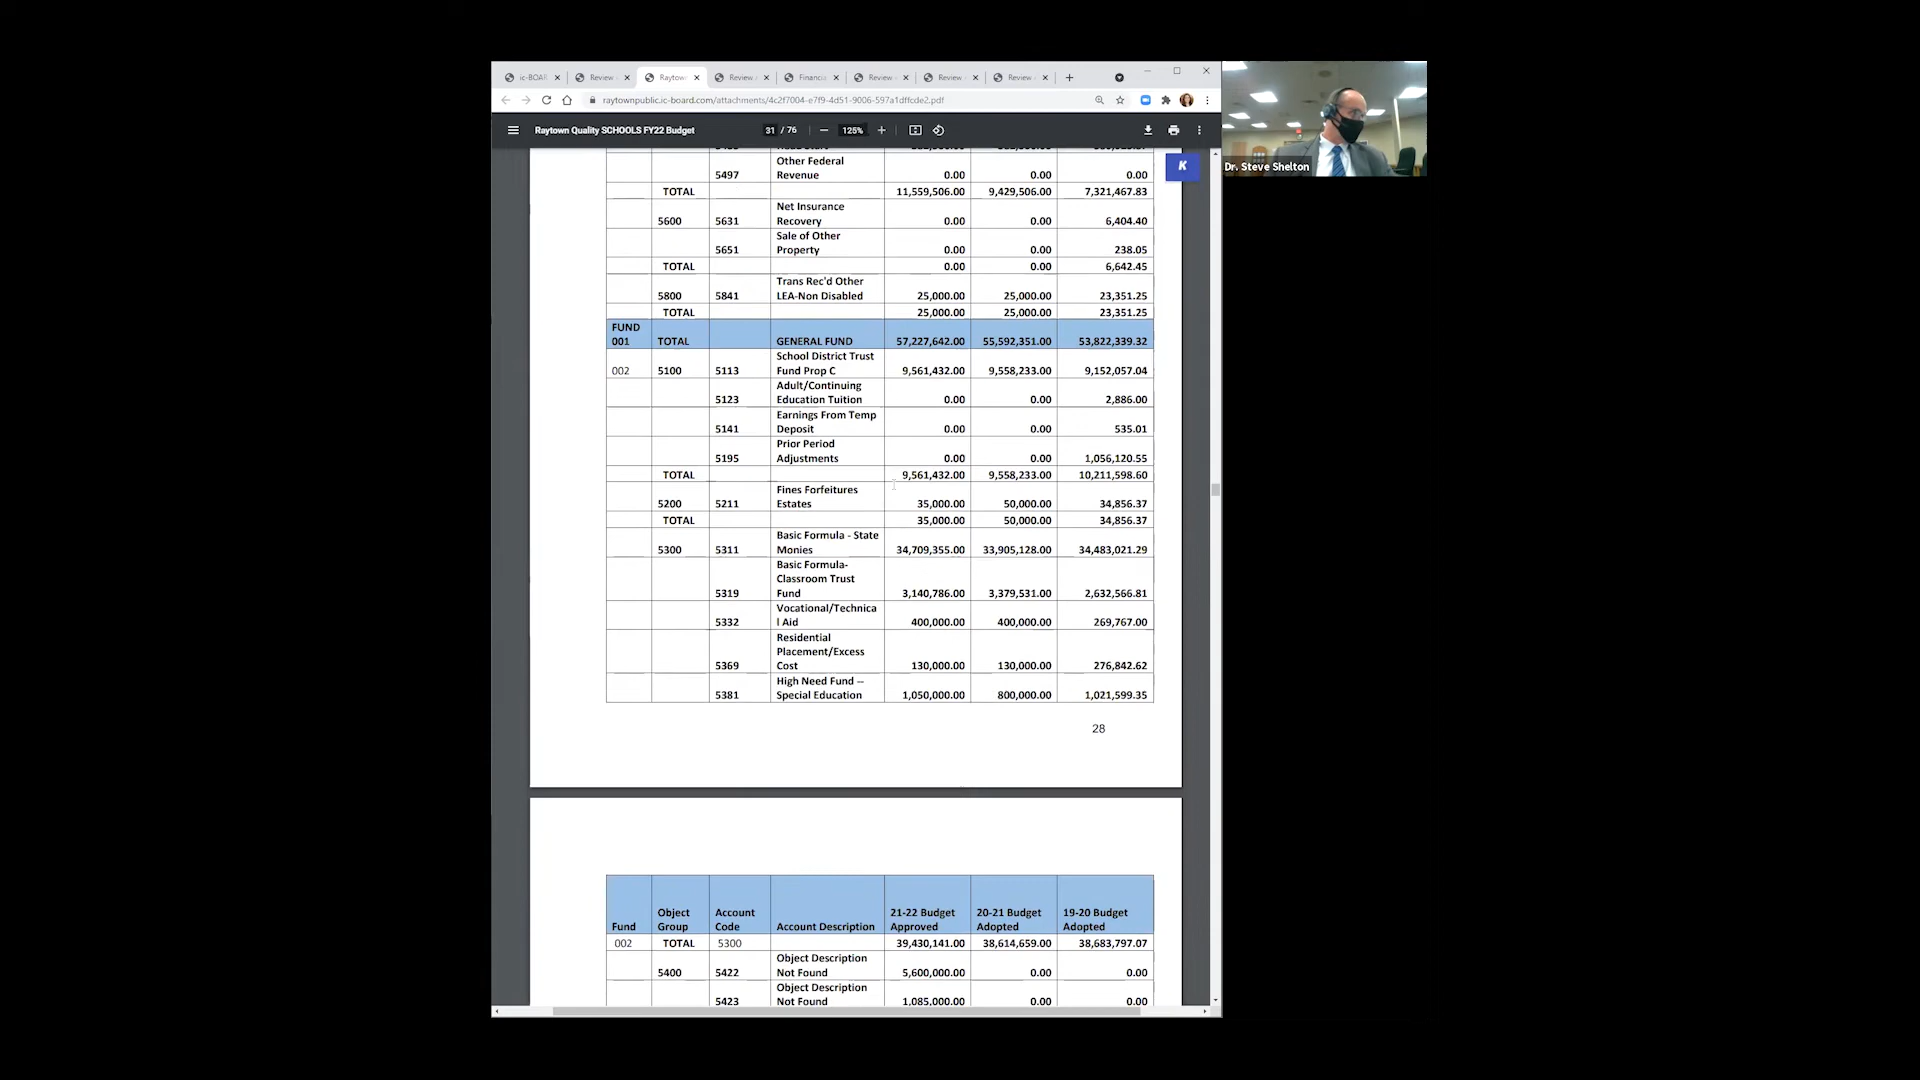 ic-BOAR
Review
Raytown
Review
Financia
Review
Review
Review
raytownpublic.ic-board.com/attachments/4c2f7004-e7f9-4d51-9006-597a1dffcde2.pdf
Raytown Quality SCHOOLS FY22 Budget 31 / 76 125%
K
Dr. Steve Shelton
5497 Other Federal Revenue 0.00 0.00 0.00
TOTAL 11,559,506.00 9,429,506.00 7,321,467.83
5600 5631 Net Insurance Recovery 0.00 0.00 6,404.40
5651 Sale of Other Property 0.00 0.00 238.05
TOTAL 0.00 0.00 6,642.45
5800 5841 Trans Rec'd Other LEA-Non Disabled 25,000.00 25,000.00 23,351.25
TOTAL 25,000.00 25,000.00 23,351.25
FUND 001 TOTAL GENERAL FUND 57,227,642.00 55,592,351.00 53,822,339.32
002 5100 5113 School District Trust Fund Prop C 9,561,432.00 9,558,233.00 9,152,057.04
5123 Adult/Continuing Education Tuition 0.00 0.00 2,886.00
5141 Earnings From Temp Deposit 0.00 0.00 535.01
5195 Prior Period Adjustments 0.00 0.00 1,056,120.55
TOTAL 9,561,432.00 9,558,233.00 10,211,598.60
5200 5211 Fines Forfeitures Estates 35,000.00 50,000.00 34,856.37
TOTAL 35,000.00 50,000.00 34,856.37
5300 5311 Basic Formula - State Monies 34,709,355.00 33,905,128.00 34,483,021.29
5319 Basic Formula- Classroom Trust Fund 3,140,786.00 3,379,531.00 2,632,566.81
5332 Vocational/Technica l Aid 400,000.00 400,000.00 269,767.00
5369 Residential Placement/Excess Cost 130,000.00 130,000.00 276,842.62
5381 High Need Fund -- Special Education 1,050,000.00 800,000.00 1,021,599.35
28
Fund Object Group Account Code Account Description 21-22 Budget Approved 20-21 Budget Adopted 19-20 Budget Adopted
002 TOTAL 5300 39,430,141.00 38,614,659.00 38,683,797.07
5400 5422 Object Description Not Found 5,600,000.00 0.00 0.00
5423 Object Description Not Found 1,085,000.00 0.00 0.00